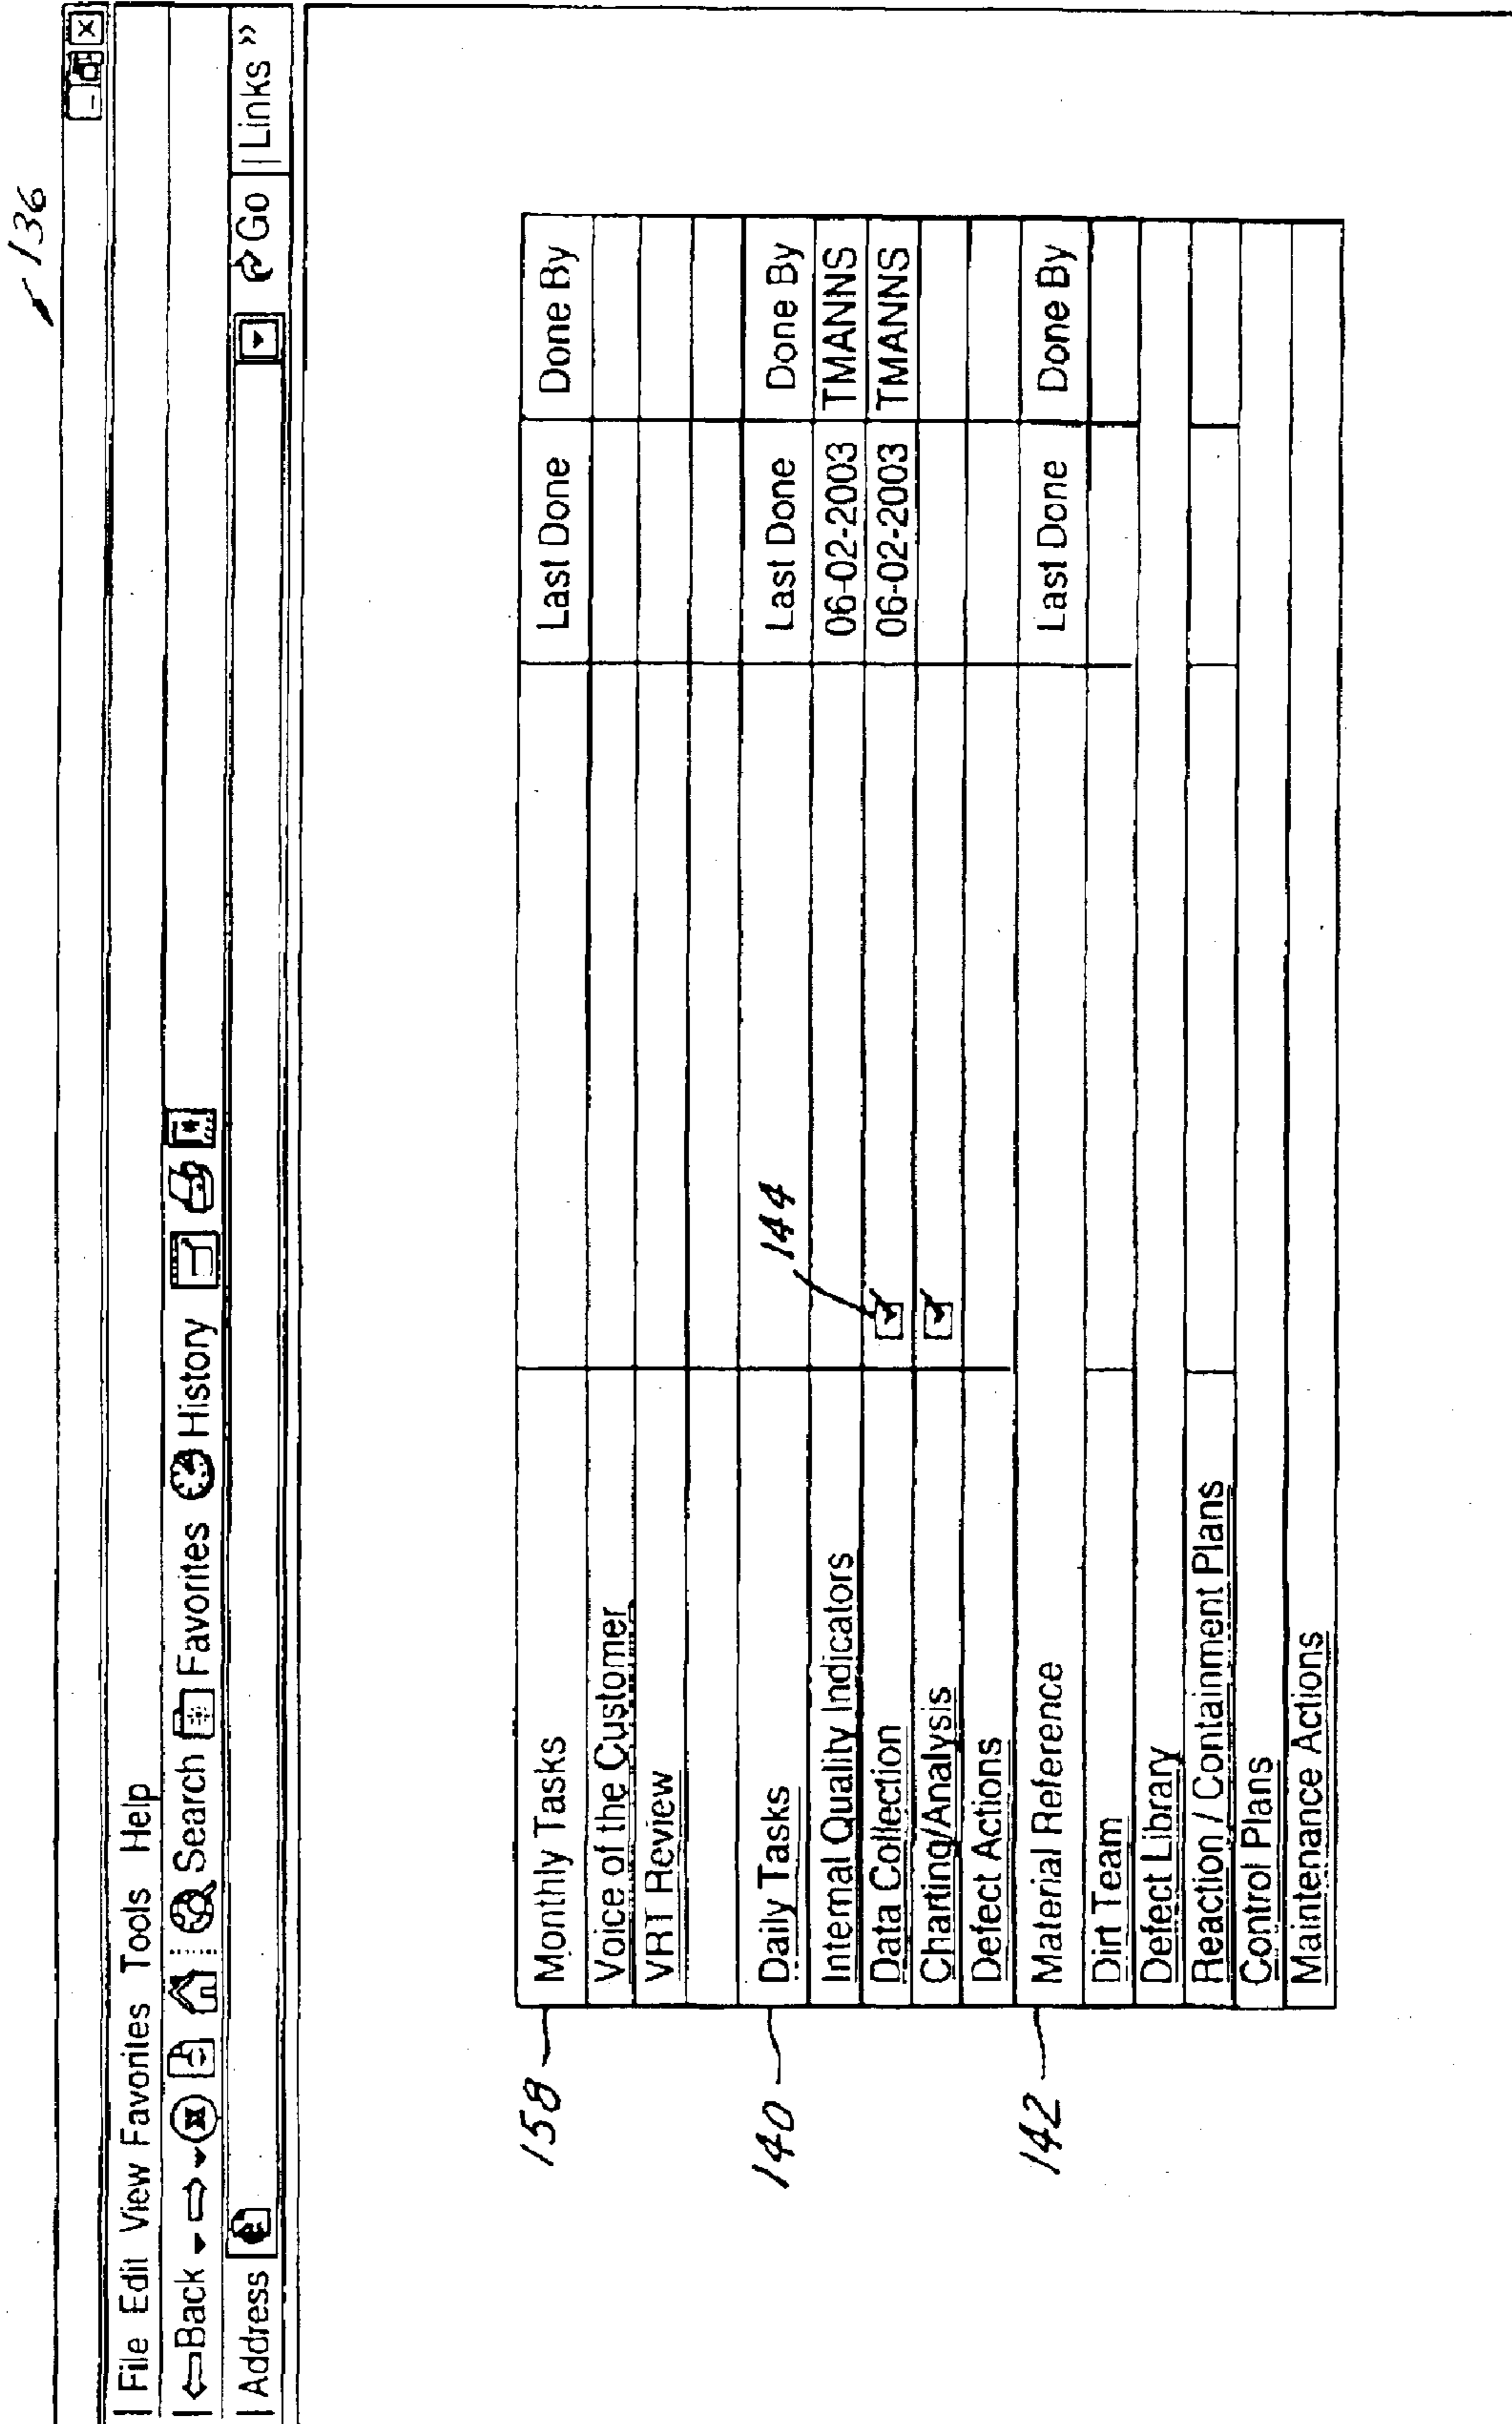 136
File Edit View Favorites Tools Help
Back Search Favorites History
Address Go Links »
158 Monthly Tasks Last Done Done By
Voice of the Customer
VRT Review
140 Daily Tasks Last Done Done By
144
Internal Quality Indicators 06-02-2003 TMANNS
Data Collection 06-02-2003 TMANNS
Charting/Analysis
Defect Actions
142 Material Reference Last Done Done By
Dirt Team
Defect Library
Reaction / Containment Plans
Control Plans
Maintenance Actions